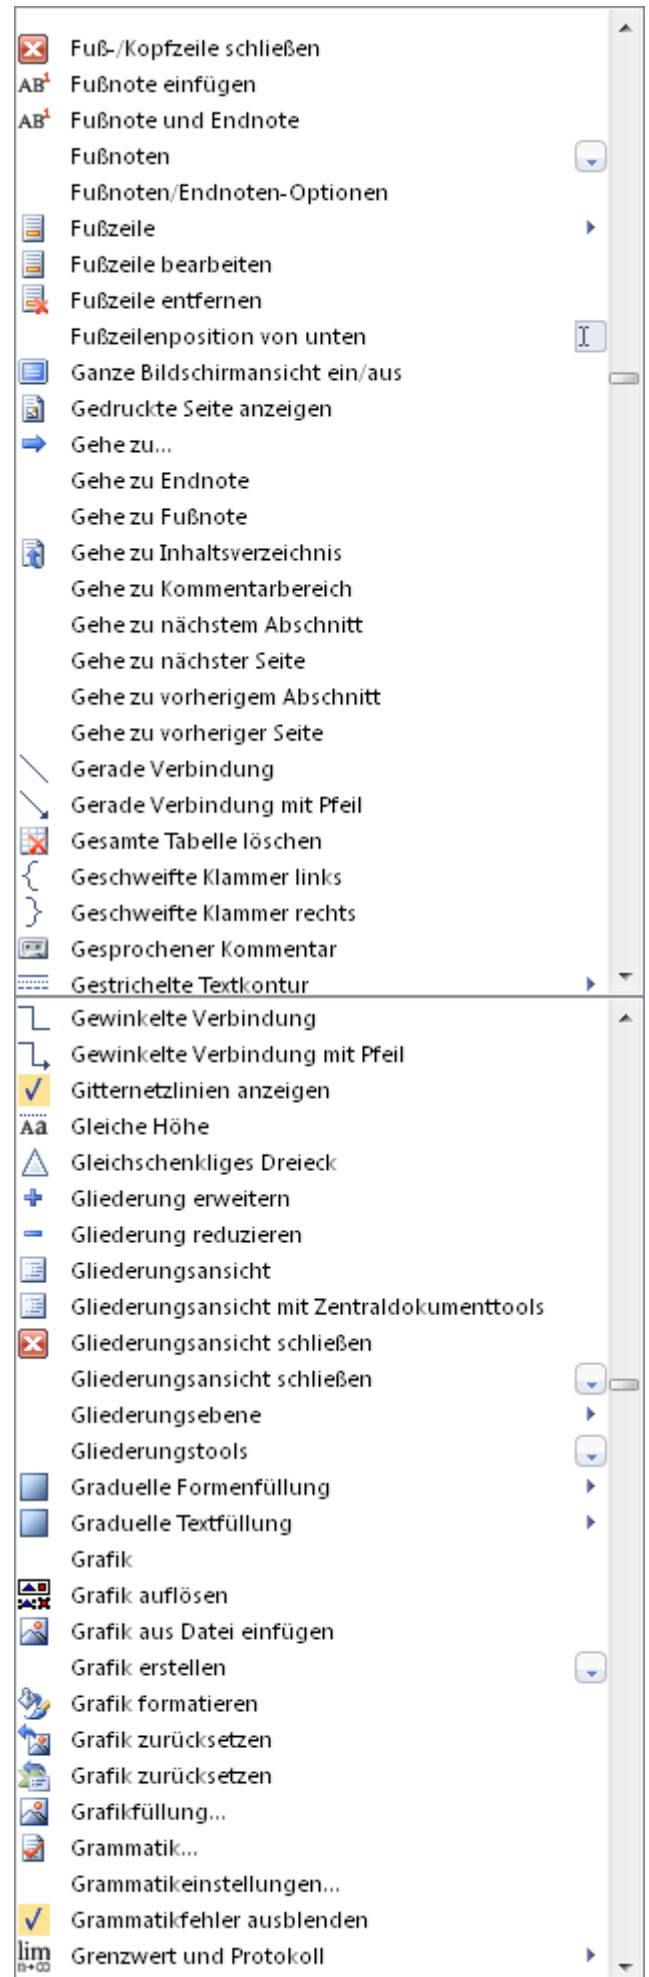 Fuß-/Kopfzeile schließen
AB¹ Fußnote einfügen
AB¹ Fußnote und Endnote
Fußnoten
Fußnoten/Endnoten-Optionen
Fußzeile
Fußzeile bearbeiten
Fußzeile entfernen
Fußzeilenposition von unten
Ganze Bildschirmansicht ein/aus
Gedruckte Seite anzeigen
Gehe zu...
Gehe zu Endnote
Gehe zu Fußnote
Gehe zu Inhaltsverzeichnis
Gehe zu Kommentarbereich
Gehe zu nächstem Abschnitt
Gehe zu nächster Seite
Gehe zu vorherigem Abschnitt
Gehe zu vorheriger Seite
Gerade Verbindung
Gerade Verbindung mit Pfeil
Gesamte Tabelle löschen
{ Geschweifte Klammer links
} Geschweifte Klammer rechts
Gesprochener Kommentar
Gestrichelte Textkontur
Gewinkelte Verbindung
Gewinkelte Verbindung mit Pfeil
Gitternetzlinien anzeigen
Aa Gleiche Höhe
Gleichschenkliges Dreieck
Gliederung erweitern
Gliederung reduzieren
Gliederungsansicht
Gliederungsansicht mit Zentraldokumenttools
Gliederungsansicht schließen
Gliederungsansicht schließen
Gliederungsebene
Gliederungstools
Graduelle Formenfüllung
Graduelle Textfüllung
Grafik
Grafik auflösen
Grafik aus Datei einfügen
Grafik erstellen
Grafik formatieren
Grafik zurücksetzen
Grafik zurücksetzen
Grafikfüllung...
Grammatik...
Grammatikeinstellungen...
Grammatikfehler ausblenden
lim n→∞ Grenzwert und Protokoll